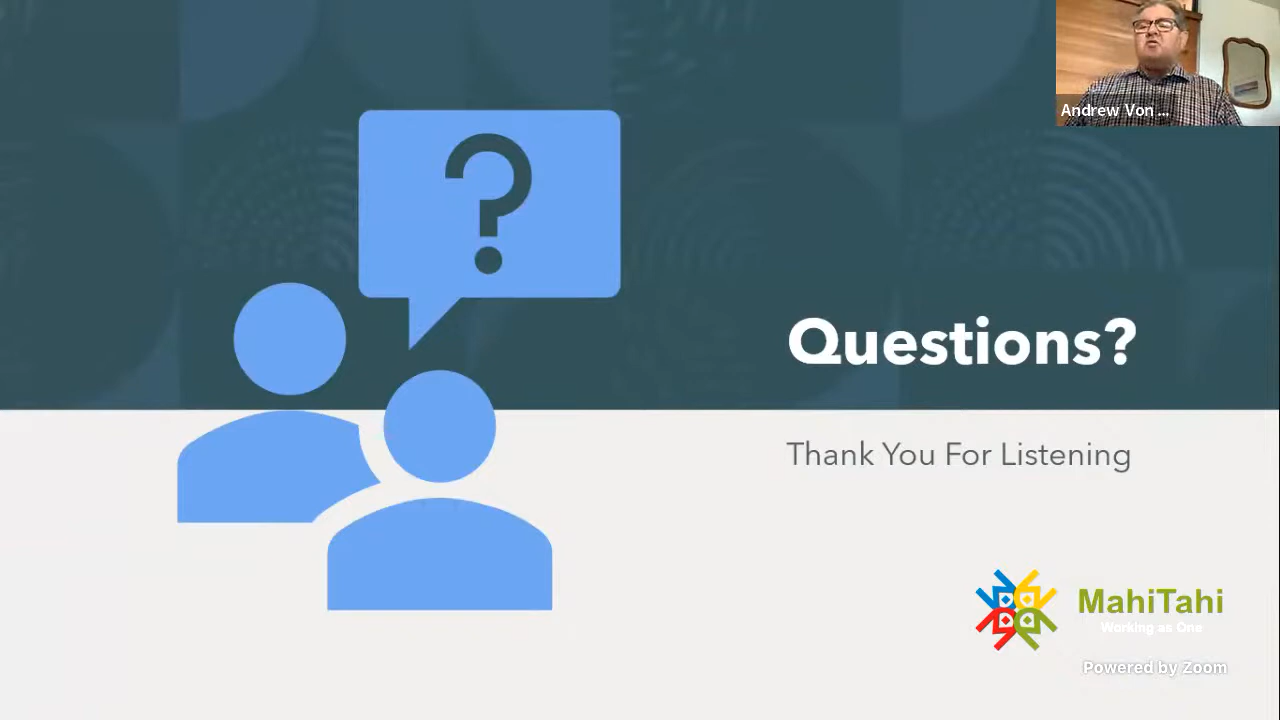 Andrew Von...
?
Questions?
Thank You For Listening
MahiTahi
Working as One
Powered by Zoom